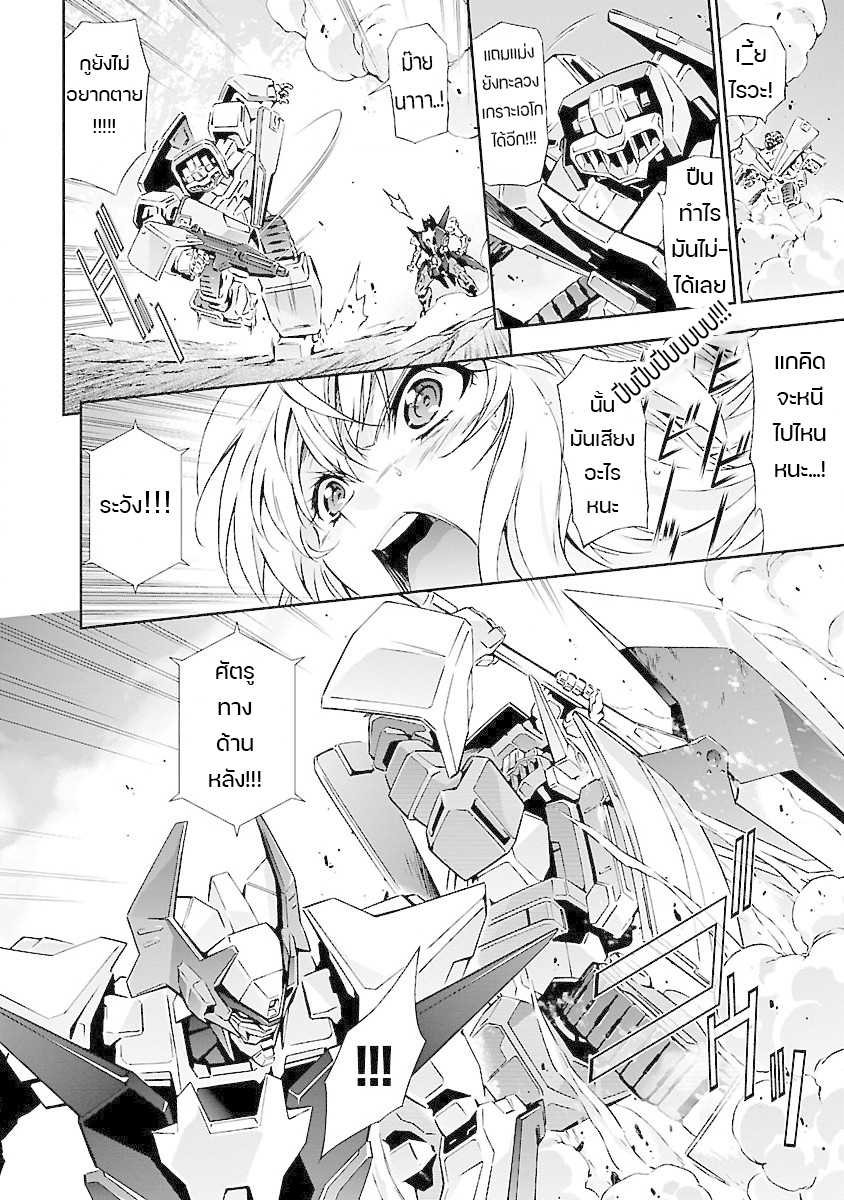 เ_ี้ย
ไรวะ!
แถมแม่ง
ยังทะลวง
เกราะเอโก
ได้อีก!!!
ปืน
ทำไร
มันไม่-
ได้เลย
ม๊าย
นาาา..!
กูยังไม่
อยากตาย
!!!!!
แกคิด
จะหนี
ไปไหน
หนะ...!
ปึบปึบปึบบบบบ!!!
นั้น
มันเสียง
อะไร
หนะ
ระวัง!!!
ศัตรู
ทาง
ด้าน
หลัง!!!
!!!